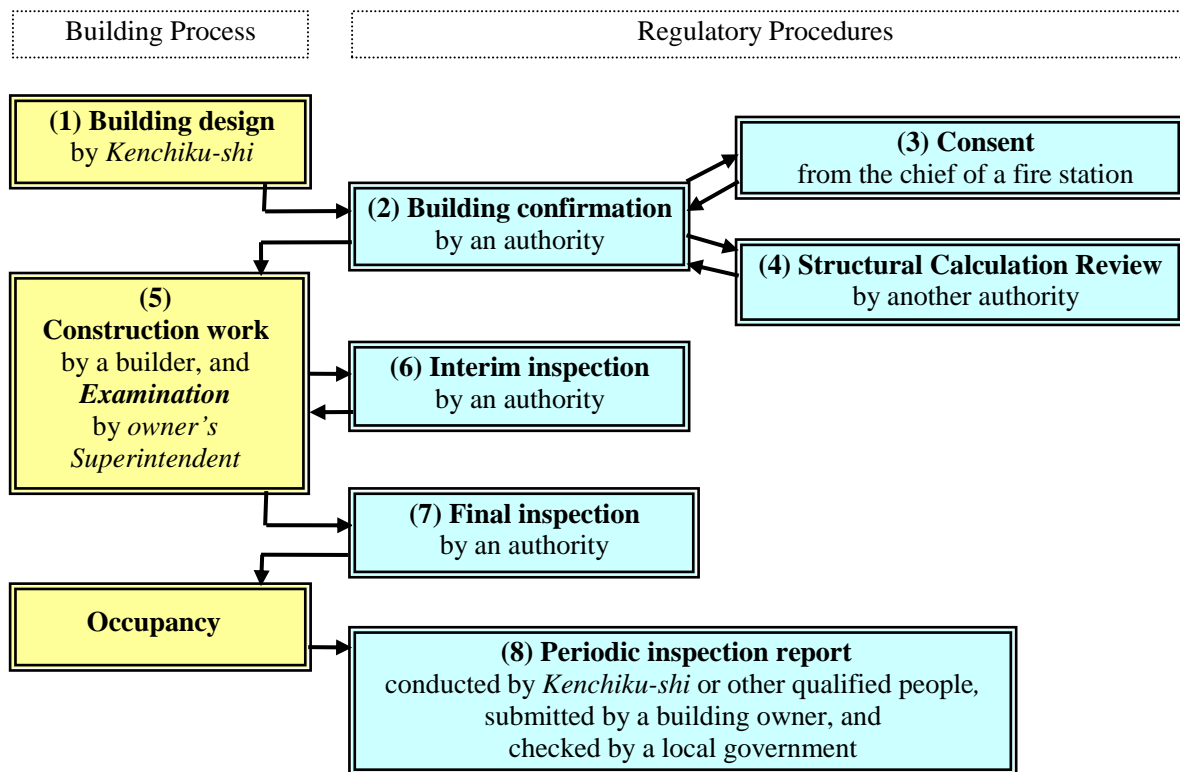 Building Process
Regulatory Procedures
(1) Building design
by Kenchiku-shi
(2) Building confirmation
by an authority
(3) Consent
from the chief of a fire station
(4) Structural Calculation Review
by another authority
(5)
Construction work
by a builder, and
Examination
by owner’s
Superintendent
(6) Interim inspection
by an authority
(7) Final inspection
by an authority
Occupancy
(8) Periodic inspection report
conducted by Kenchiku-shi or other qualified people,
submitted by a building owner, and
checked by a local government